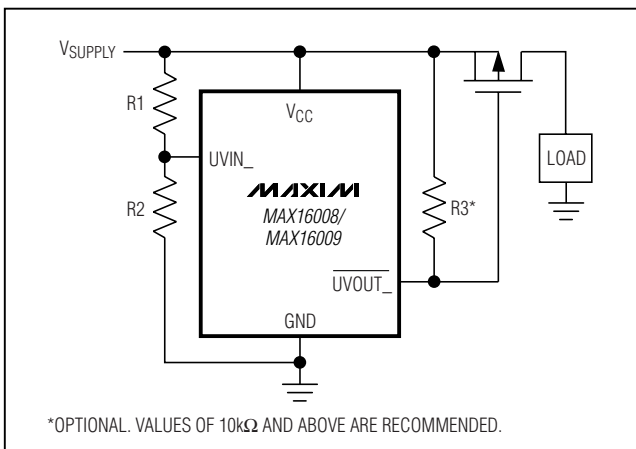 VSUPPLY
R1
VCC
UVIN_
LOAD
MAXIM
R2
MAX16008/
MAX16009
R3*
UVOUT_
GND
*OPTIONAL. VALUES OF 10kΩ AND ABOVE ARE RECOMMENDED.